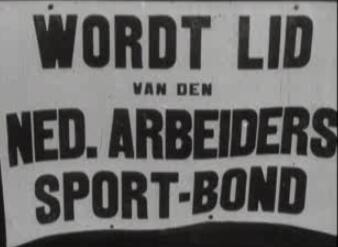 WORDT LID
VAN DEN
NED. ARBEIDERS
SPORT-BOND